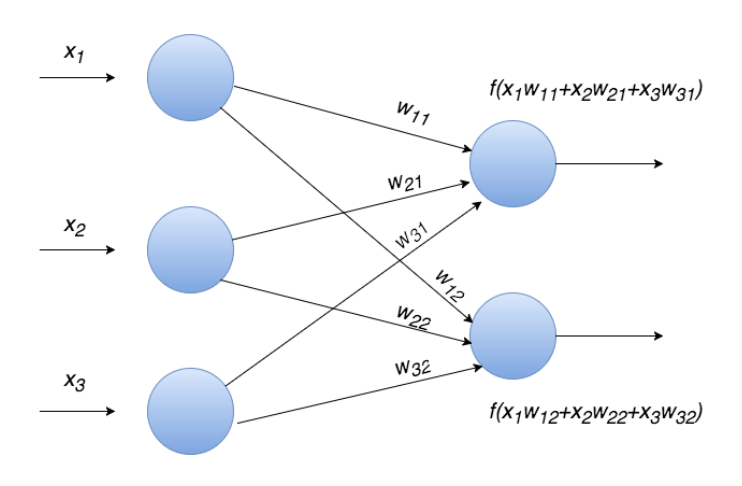 x1
f(x1w11+x2w21+x3w31)
w11
w21
x2
w31
w12
w22
w32
x3
f(x1w12+x2w22+x3w32)